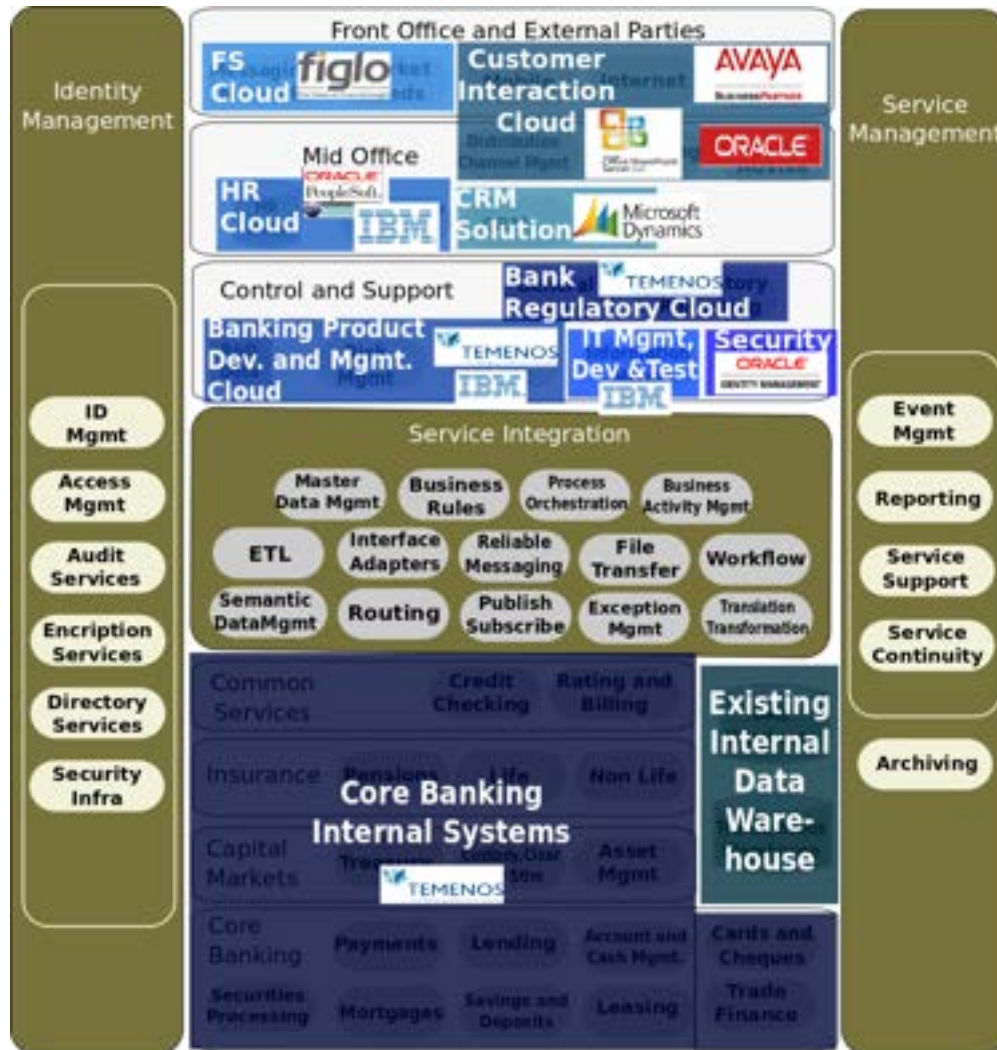 Identity
Management
ID
Mgmt
Access
Mgmt
Audit
Services
Encription
Services
Directory
Services
Security
Infra
Front Office and External Parties
FS
Cloud
figlo
Customer
Interaction
Cloud
Mobile
Internet
AVAYA
ORACLE
Channel Mgmt
Mid Office
ORACLE
PeopleSoft.
HR
Cloud
IBM
CRM
Solution
Microsoft
Dynamics
Control and Support
Bank
Regulatory Cloud
TEMENOS
Banking Product
Dev. and Mgmt.
Cloud
TEMENOS
IBM
IT Mgmt,
Dev &Test
IBM
Security
ORACLE
IDENTITY MANAGEMENT
Service Integration
Master
Data Mgmt
Business
Rules
Process
Orchestration
Business
Activity Mgmt
ETL
Interface
Adapters
Reliable
Messaging
File
Transfer
Workflow
Semantic
DataMgmt
Routing
Publish
Subscribe
Exception
Mgmt
Translation
Transformation
Common
Services
Credit
Checking
Rating and
Billing
Insurance
Pensions
Life
Non Life
Core Banking
Internal Systems
TEMENOS
Capital
Markets
Treasury
Asset
Mgmt
Existing
Internal
Data
Ware-
house
Core
Banking
Payments
Lending
Account and
Cash Mgmt.
Cards and
Cheques
Securities
Processing
Mortgages
Savings and
Deposits
Leasing
Trade
Finance
Service
Management
Event
Mgmt
Reporting
Service
Support
Service
Continuity
Archiving